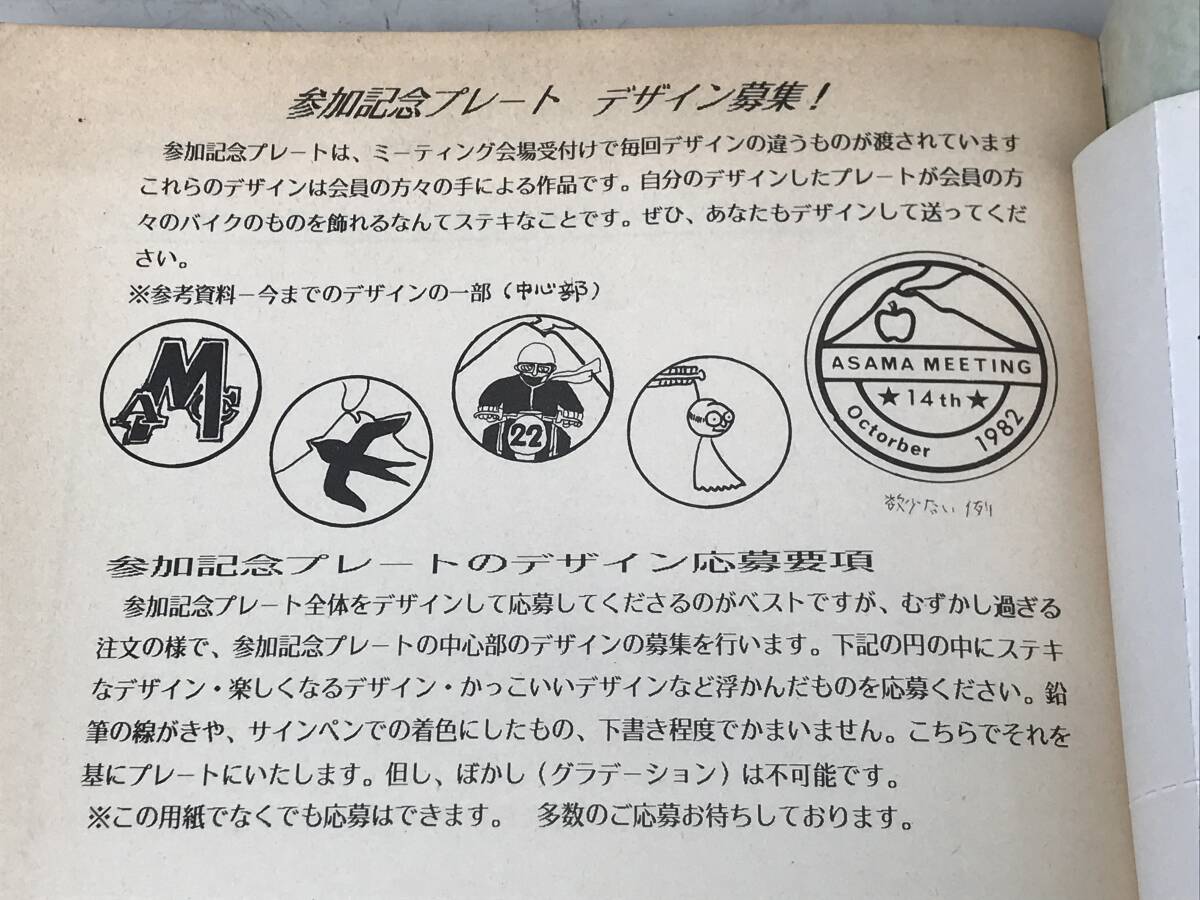 参加記念プレート　デザイン募集！
参加記念プレートは、ミーティング会場受付けで毎回デザインの違うものが渡されています
これらのデザインは会員の方々の手による作品です。自分のデザインしたプレートが会員の方
々のバイクのものを飾れるなんてステキなことです。ぜひ、あなたもデザインして送ってくだ
さい。
※参考資料−今までのデザインの一部（中心部）
AMC
22
ASAMA MEETING
★14th★
Octorber 1982
数少ない例
参加記念プレートのデザイン応募要項
参加記念プレート全体をデザインして応募してくださるのがベストですが、むずかし過ぎる
注文の様で、参加記念プレートの中心部のデザインの募集を行います。下記の円の中にステキ
なデザイン・楽しくなるデザイン・かっこいいデザインなど浮かんだものを応募ください。鉛
筆の線がきや、サインペンでの着色にしたもの、下書き程度でかまいません。こちらでそれを
基にプレートにいたします。但し、ぼかし（グラデーション）は不可能です。
※この用紙でなくでも応募はできます。　多数のご応募お待ちしております。